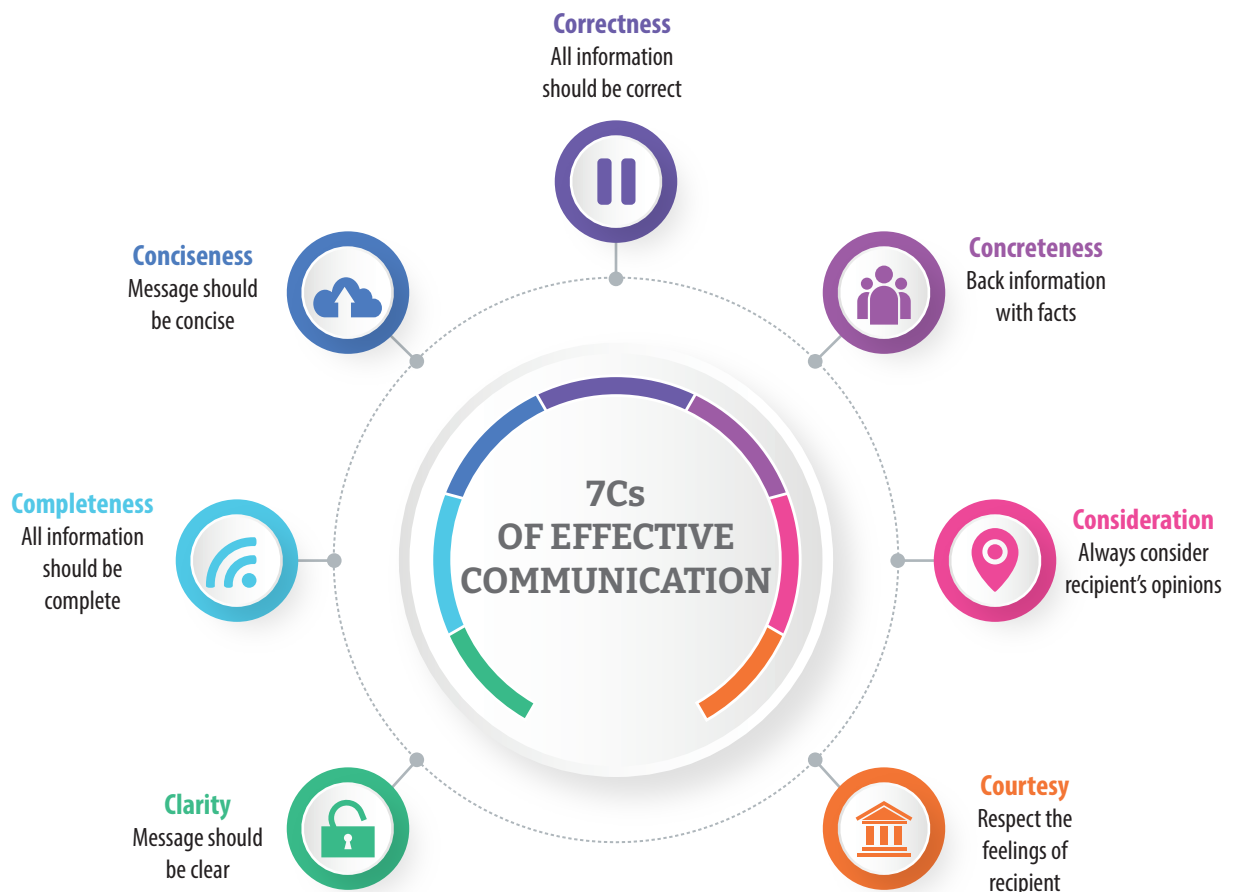 Correctness
All information
should be correct
Conciseness
Message should
be concise
Concreteness
Back information
with facts
7Cs
OF EFFECTIVE
COMMUNICATION
Completeness
All information
should be
complete
Consideration
Always consider
recipient's opinions
Clarity
Message should
be clear
Courtesy
Respect the
feelings of
recipient